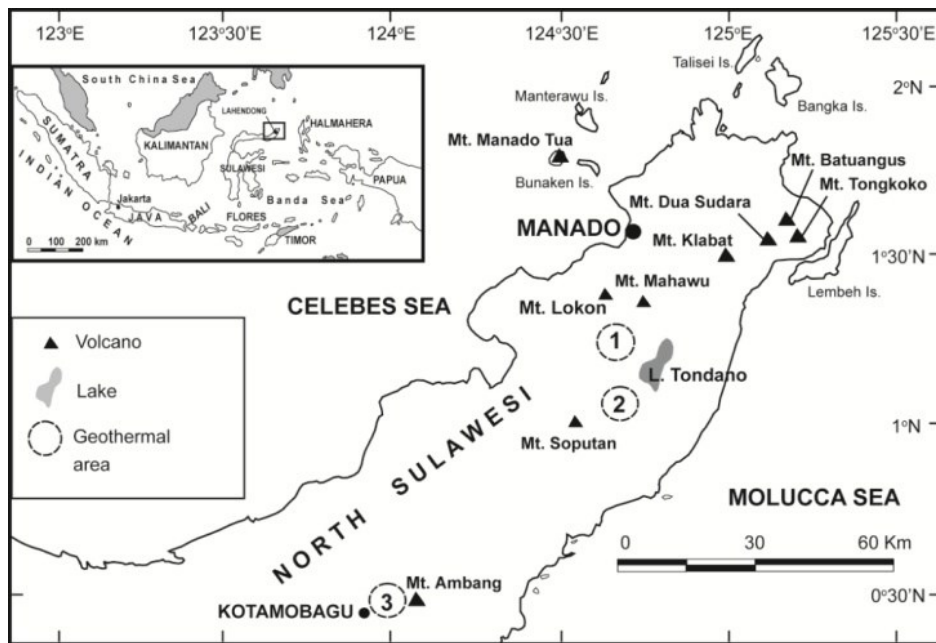 123°E
123°30'E
124°E
124°30'E
125°E
125°30'E
South China Sea
LAHENDONG
HALMAHERA
SUMATRA
KALIMANTAN
SULAWESI
PAPUA
INDIAN OCEAN
Jakarta
JAVA
BALI
Banda Sea
FLORES
TIMOR
0 100 200 km
Talisei Is.
2°N
Manterawu Is.
Bangka Is.
Mt. Manado Tua
Bunaken Is.
Mt. Batuangus
Mt. Tongkoko
Mt. Dua Sudara
MANADO
Mt. Klabat
1°30'N
Mt. Mahawu
Lembeh Is.
CELEBES SEA
Mt. Lokon
1
L. Tondano
2
Volcano
Lake
Geothermal
area
Mt. Soputan
1°N
NORTH SULAWESI
MOLUCCA SEA
0 30 60 Km
Mt. Ambang
3
KOTAMOBAGU
0°30'N